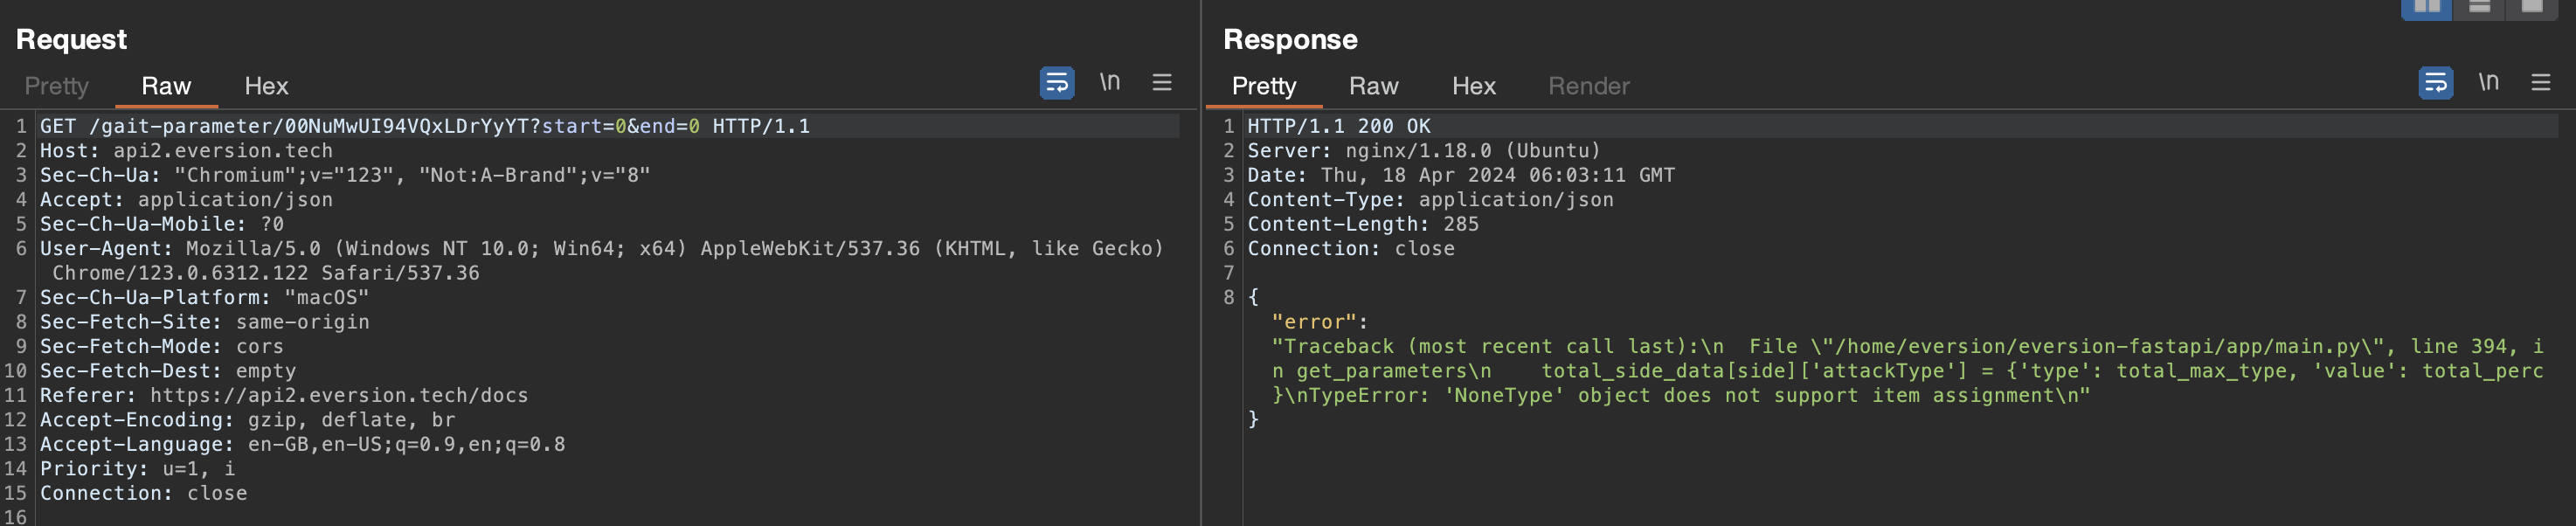 Request
Pretty Raw Hex \n
1 GET /gait-parameter/00NuMwUI94VQxLDrYyYT?start=0&end=0 HTTP/1.1
2 Host: api2.eversion.tech
3 Sec-Ch-Ua: "Chromium";v="123", "Not:A-Brand";v="8"
4 Accept: application/json
5 Sec-Ch-Ua-Mobile: ?0
6 User-Agent: Mozilla/5.0 (Windows NT 10.0; Win64; x64) AppleWebKit/537.36 (KHTML, like Gecko)
Chrome/123.0.6312.122 Safari/537.36
7 Sec-Ch-Ua-Platform: "macOS"
8 Sec-Fetch-Site: same-origin
9 Sec-Fetch-Mode: cors
10 Sec-Fetch-Dest: empty
11 Referer: https://api2.eversion.tech/docs
12 Accept-Encoding: gzip, deflate, br
13 Accept-Language: en-GB,en-US;q=0.9,en;q=0.8
14 Priority: u=1, i
15 Connection: close
16
Response
Pretty Raw Hex Render \n
1 HTTP/1.1 200 OK
2 Server: nginx/1.18.0 (Ubuntu)
3 Date: Thu, 18 Apr 2024 06:03:11 GMT
4 Content-Type: application/json
5 Content-Length: 285
6 Connection: close
7
8 {
"error":
"Traceback (most recent call last):\n  File \"/home/eversion/eversion-fastapi/app/main.py\", line 394, i
n get_parameters\n    total_side_data[side]['attackType'] = {'type': total_max_type, 'value': total_perc
}\nTypeError: 'NoneType' object does not support item assignment\n"
}